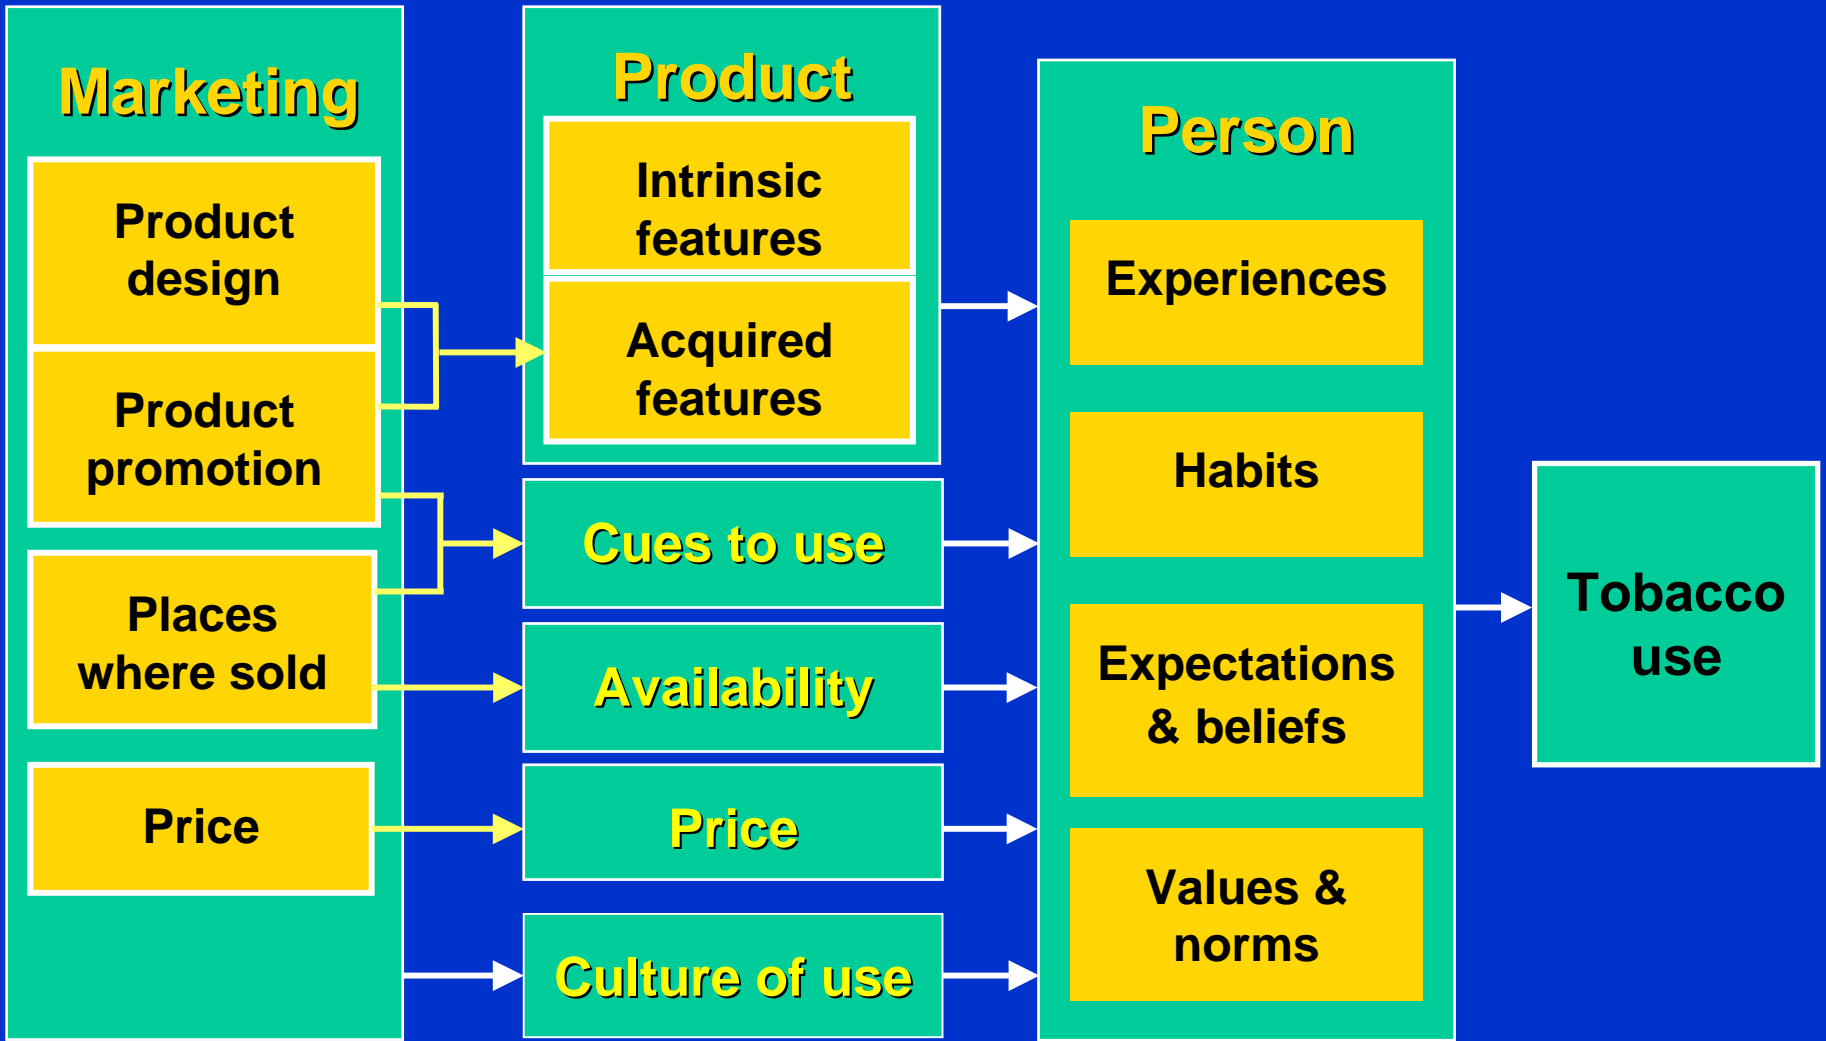 Marketing
Product
design
Product
promotion
Places
where sold
Price
Product
Intrinsic
features
Acquired
features
Cues to use
Availability
Price
Culture of use
Person
Experiences
Habits
Expectations
& beliefs
Values &
norms
Tobacco
use